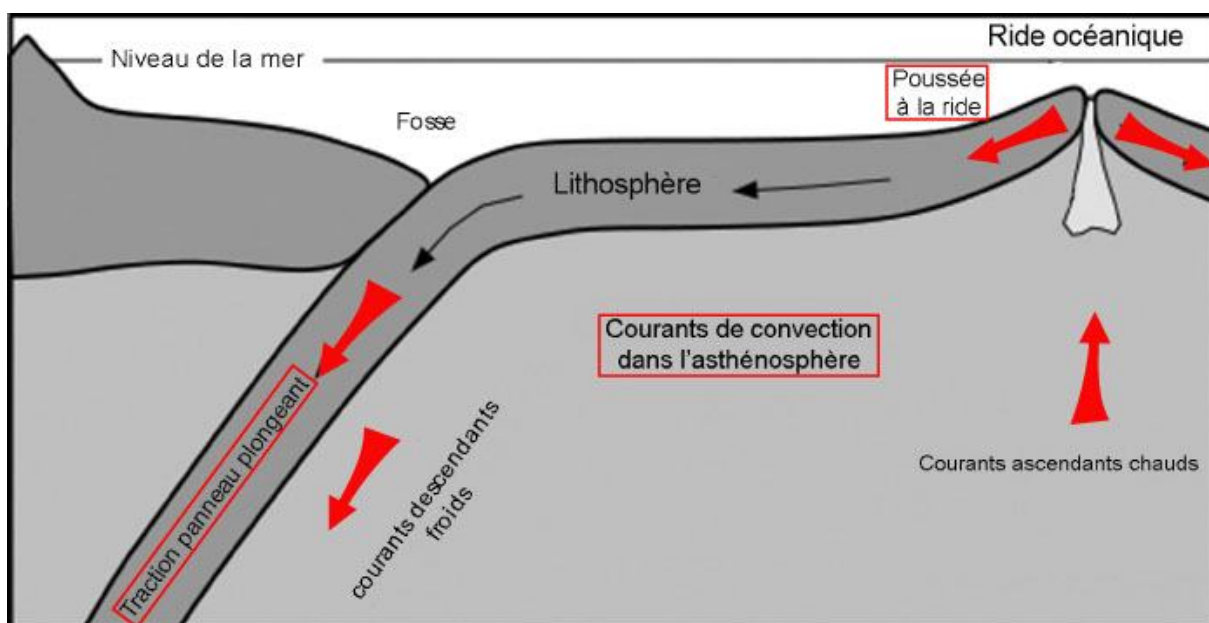 Ride océanique
Niveau de la mer
Poussée
à la ride
Fosse
Lithosphère
Courants de convection
dans l'asthénosphère
Traction panneau plongeant
courants descendants
froids
Courants ascendants chauds